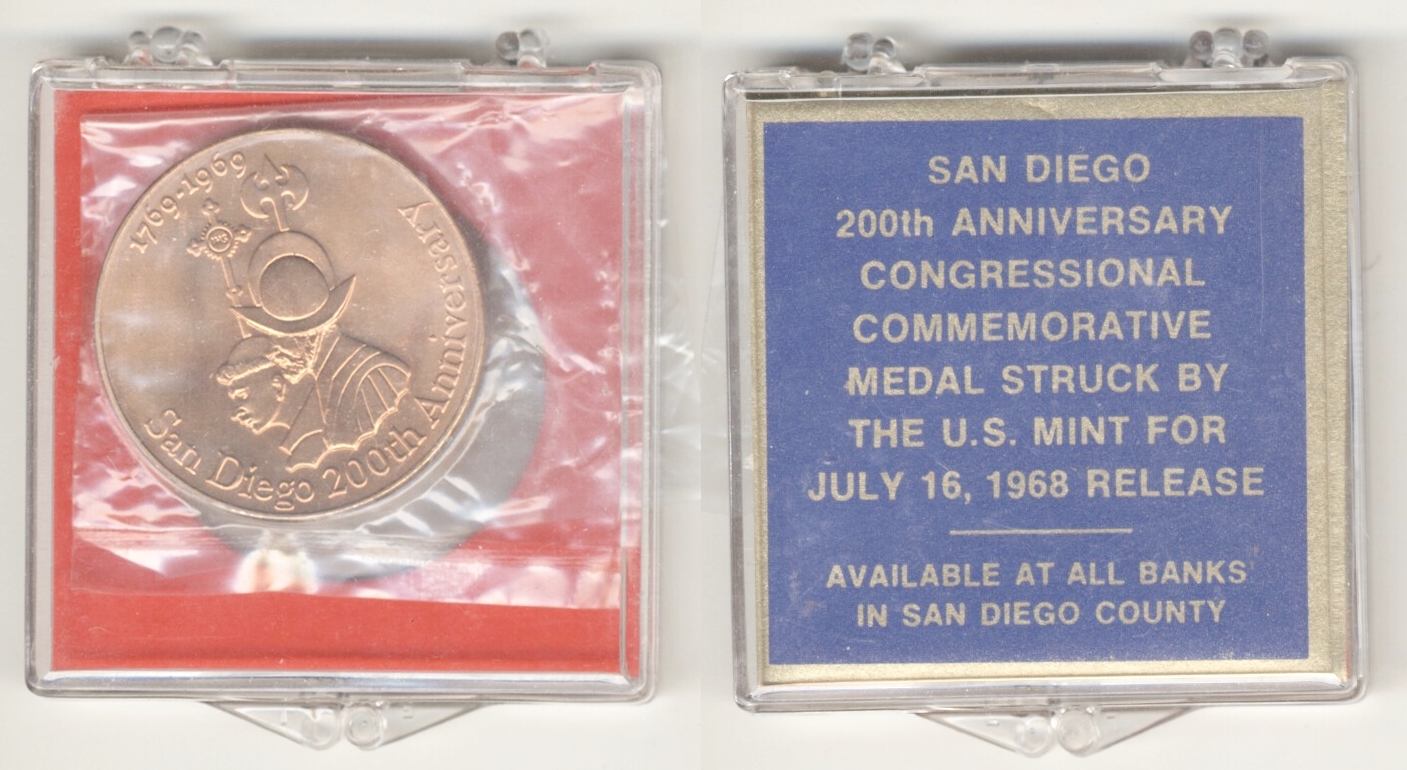 1769-1969
San Diego 200th Anniversary
SAN DIEGO
200th ANNIVERSARY
CONGRESSIONAL
COMMEMORATIVE
MEDAL STRUCK BY
THE U.S. MINT FOR
JULY 16, 1968 RELEASE
AVAILABLE AT ALL BANKS
IN SAN DIEGO COUNTY